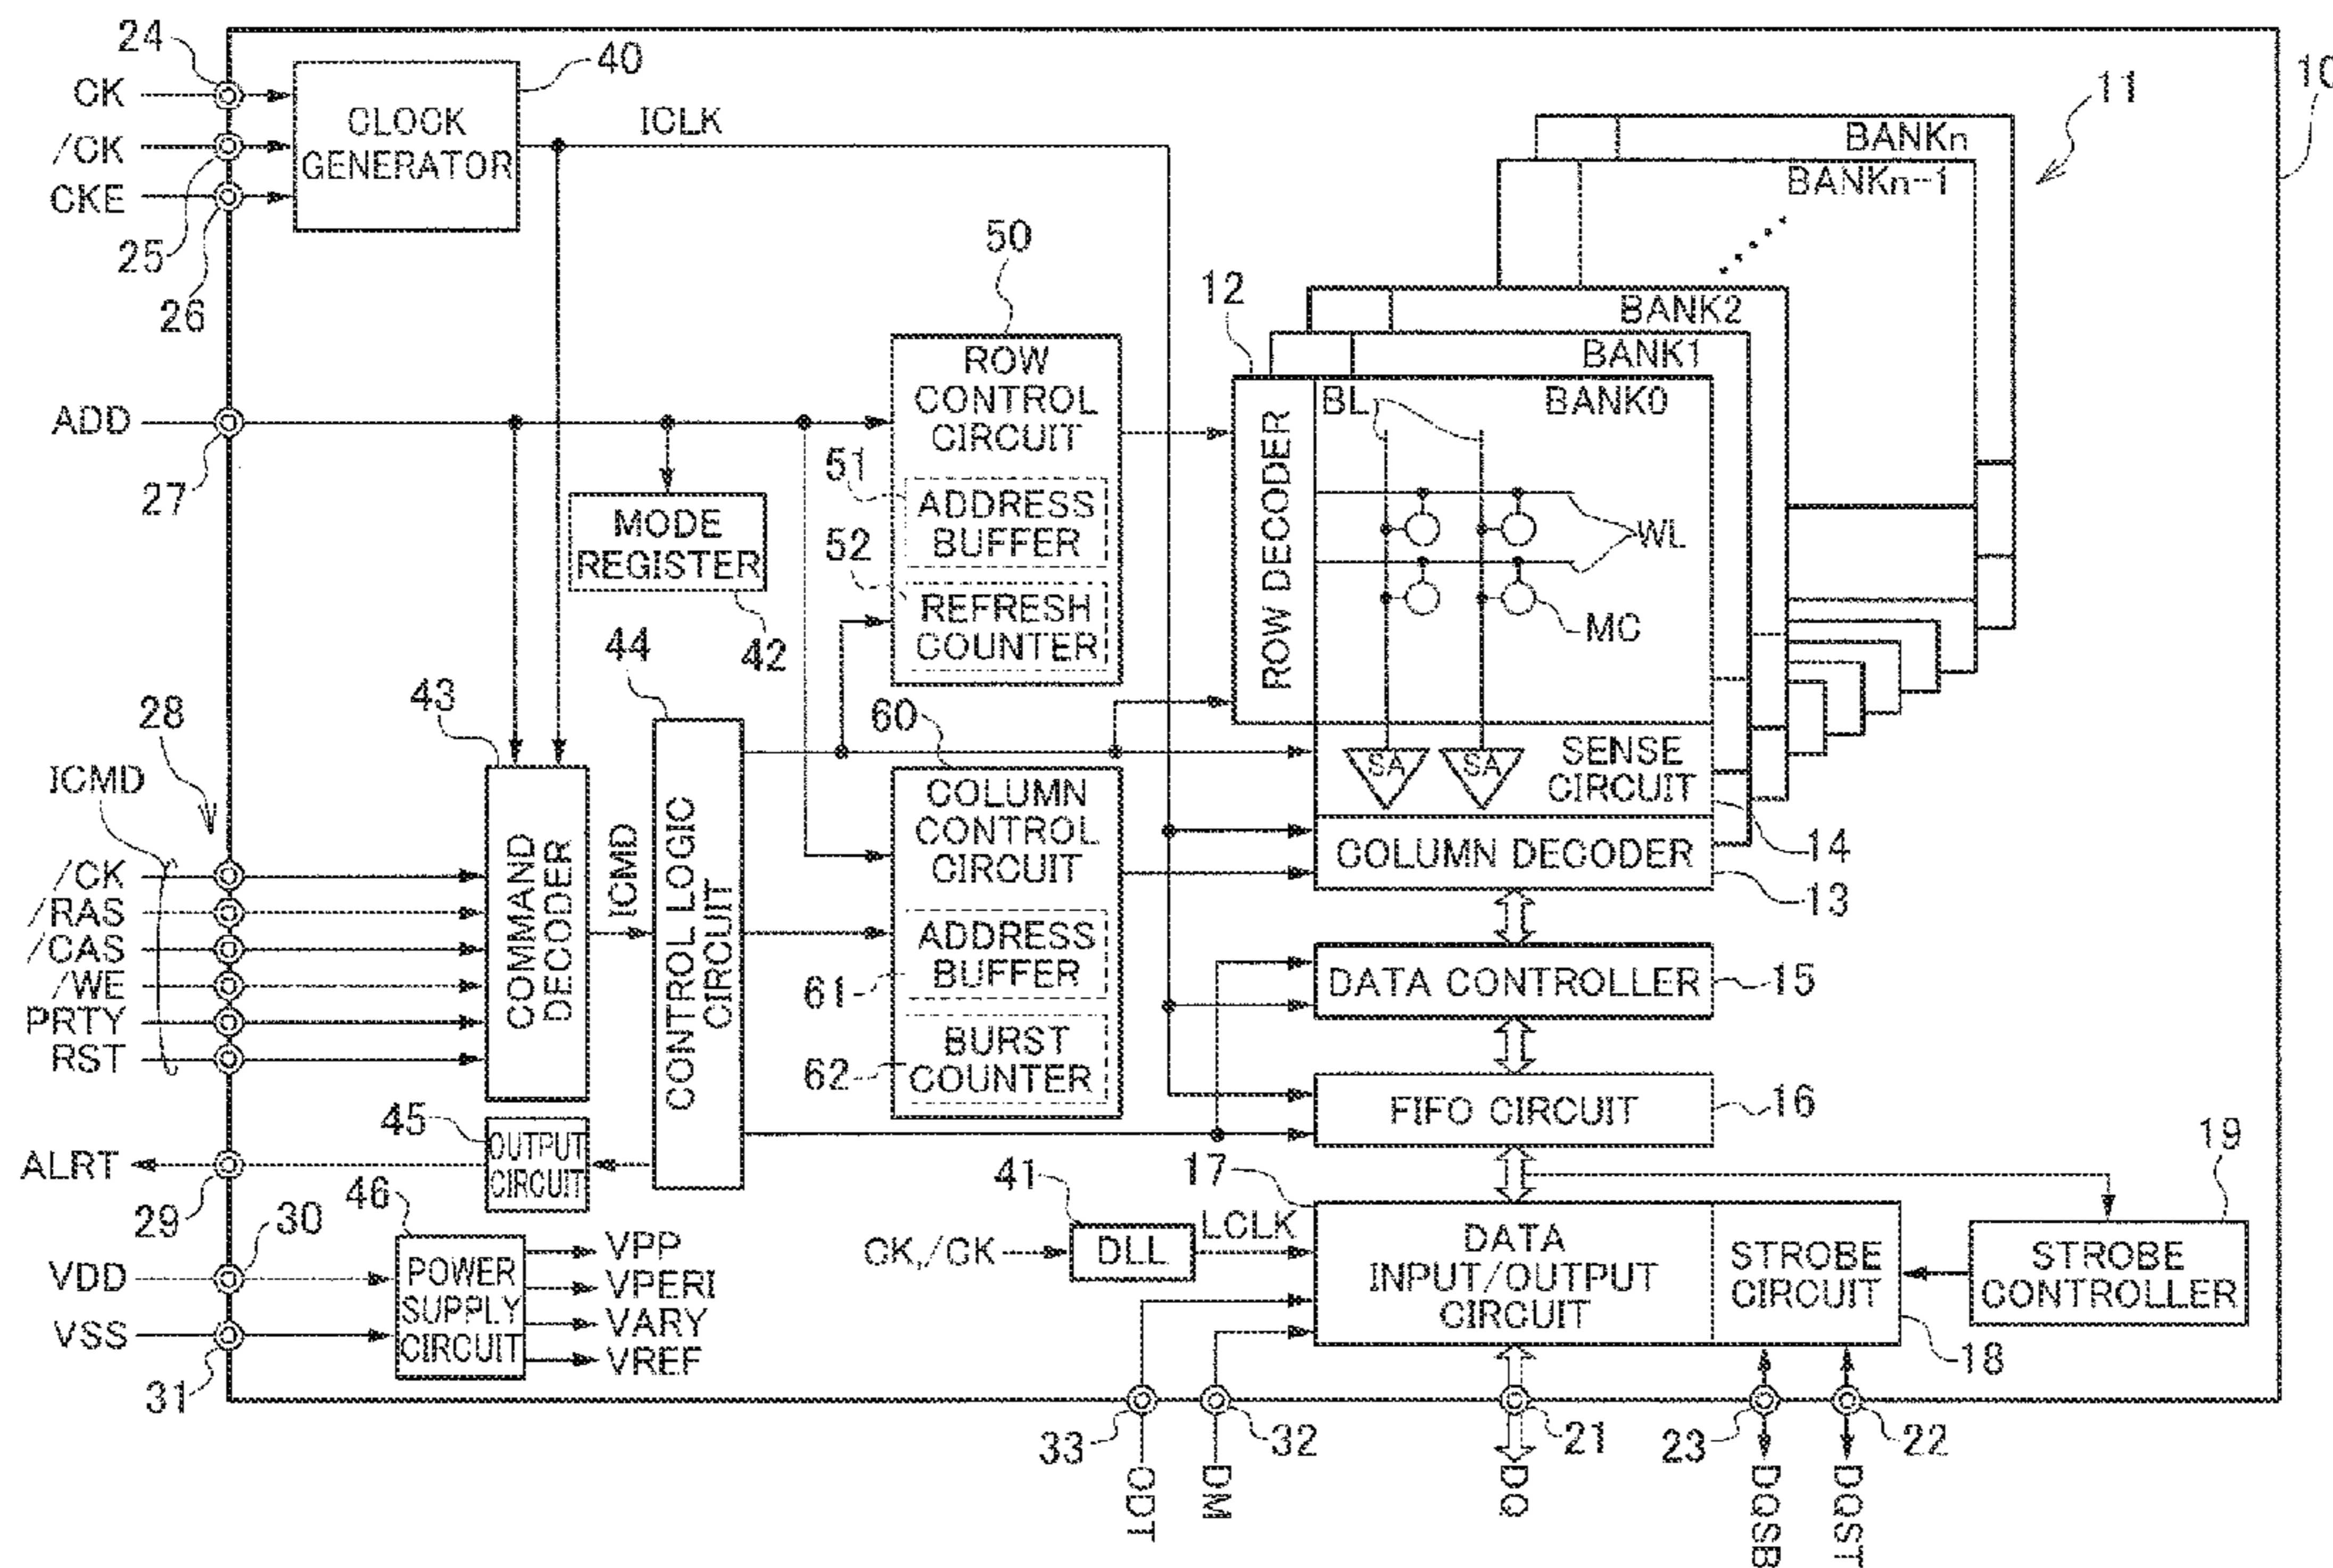 24
CK
/CK
CKE
25
26
CLOCK
GENERATOR
40
ICLK
10
11
BANKn
BANKn-1
BANK2
BANK1
BANK0
50
12
ROW
CONTROL
CIRCUIT
51
ADDRESS
BUFFER
52
REFRESH
COUNTER
ADD
27
MODE
REGISTER
42
ROW DECODER
BL
WL
MC
SA
SA
SENSE
CIRCUIT
14
COLUMN DECODER
13
28
ICMD
43
44
60
/CK
/RAS
/CAS
/WE
PRTY
RST
COMMAND
DECODER
ICMD
CONTROL LOGIC
CIRCUIT
COLUMN
CONTROL
CIRCUIT
ADDRESS
BUFFER
61
BURST
COUNTER
62
DATA CONTROLLER
15
FIFO CIRCUIT
16
45
OUTPUT
CIRCUIT
ALRT
29
30
46
VDD
VSS
31
POWER
SUPPLY
CIRCUIT
VPP
VPERI
VARY
VREF
41
CK,/CK
DLL
LCLK
17
DATA
INPUT/OUTPUT
CIRCUIT
STROBE
CIRCUIT
18
19
STROBE
CONTROLLER
33
32
21
23
22
ODT
DM
DQ
DQSB
DQST